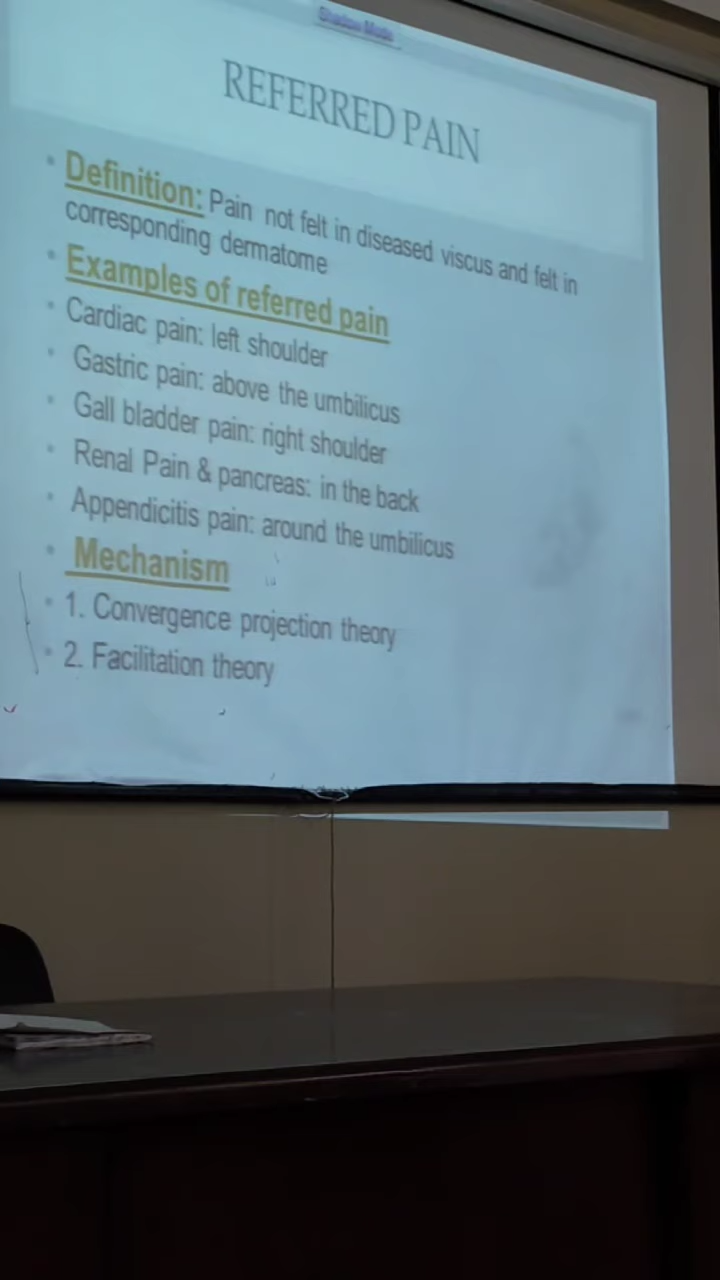 Shadow Mode
REFERRED PAIN
Definition: Pain not felt in diseased viscus and felt in
corresponding dermatome
Examples of referred pain
Cardiac pain: left shoulder
Gastric pain: above the umbilicus
Gall bladder pain: right shoulder
Renal Pain & pancreas: in the back
Appendicitis pain: around the umbilicus
Mechanism
1. Convergence projection theory
2. Facilitation theory